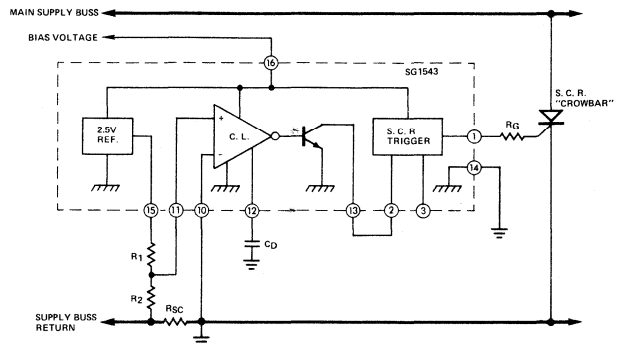 MAIN SUPPLY BUSS
BIAS VOLTAGE
16
SG1543
S. C. R.
"CROWBAR"
2.5V
REF.
+
C. L.
–
S. C. R
TRIGGER
1
RG
14
15
11
10
12
13
2
3
R1
CD
R2
RSC
SUPPLY BUSS
RETURN